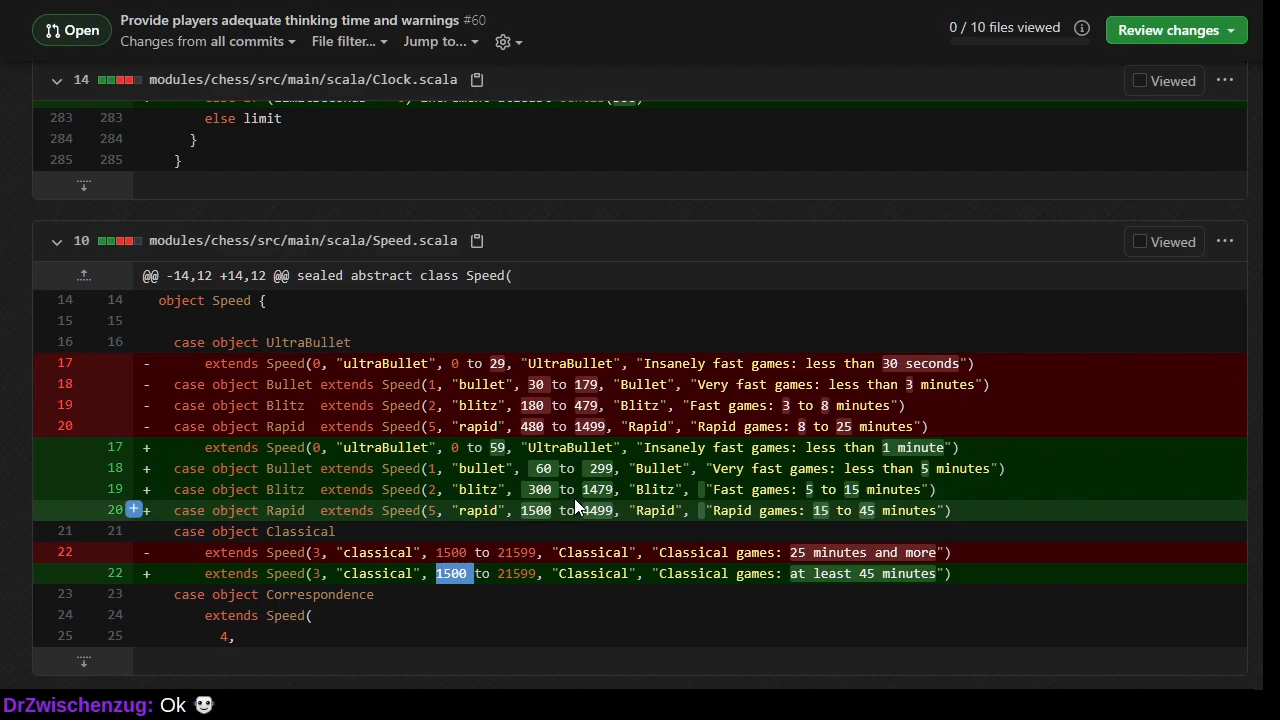 Open
Provide players adequate thinking time and warnings #60
Changes from all commits File filter... Jump to...
0 / 10 files viewed
Review changes
14 modules/chess/src/main/scala/Clock.scala Viewed
283 283 else limit
284 284 }
285 285 }
10 modules/chess/src/main/scala/Speed.scala Viewed
@@ -14,12 +14,12 @@ sealed abstract class Speed(
14 14 object Speed {
15 15
16 16 case object UltraBullet
17 - extends Speed(0, "ultraBullet", 0 to 29, "UltraBullet", "Insanely fast games: less than 30 seconds")
18 - case object Bullet extends Speed(1, "bullet", 30 to 179, "Bullet", "Very fast games: less than 3 minutes")
19 - case object Blitz extends Speed(2, "blitz", 180 to 479, "Blitz", "Fast games: 3 to 8 minutes")
20 - case object Rapid extends Speed(5, "rapid", 480 to 1499, "Rapid", "Rapid games: 8 to 25 minutes")
17 + extends Speed(0, "ultraBullet", 0 to 59, "UltraBullet", "Insanely fast games: less than 1 minute")
18 + case object Bullet extends Speed(1, "bullet", 60 to 299, "Bullet", "Very fast games: less than 5 minutes")
19 + case object Blitz extends Speed(2, "blitz", 300 to 1479, "Blitz", "Fast games: 5 to 15 minutes")
20 + case object Rapid extends Speed(5, "rapid", 1500 to 4499, "Rapid", "Rapid games: 15 to 45 minutes")
21 21 case object Classical
22 - extends Speed(3, "classical", 1500 to 21599, "Classical", "Classical games: 25 minutes and more")
22 + extends Speed(3, "classical", 1500 to 21599, "Classical", "Classical games: at least 45 minutes")
23 23 case object Correspondence
24 24 extends Speed(
25 25 4,
DrZwischenzug: Ok